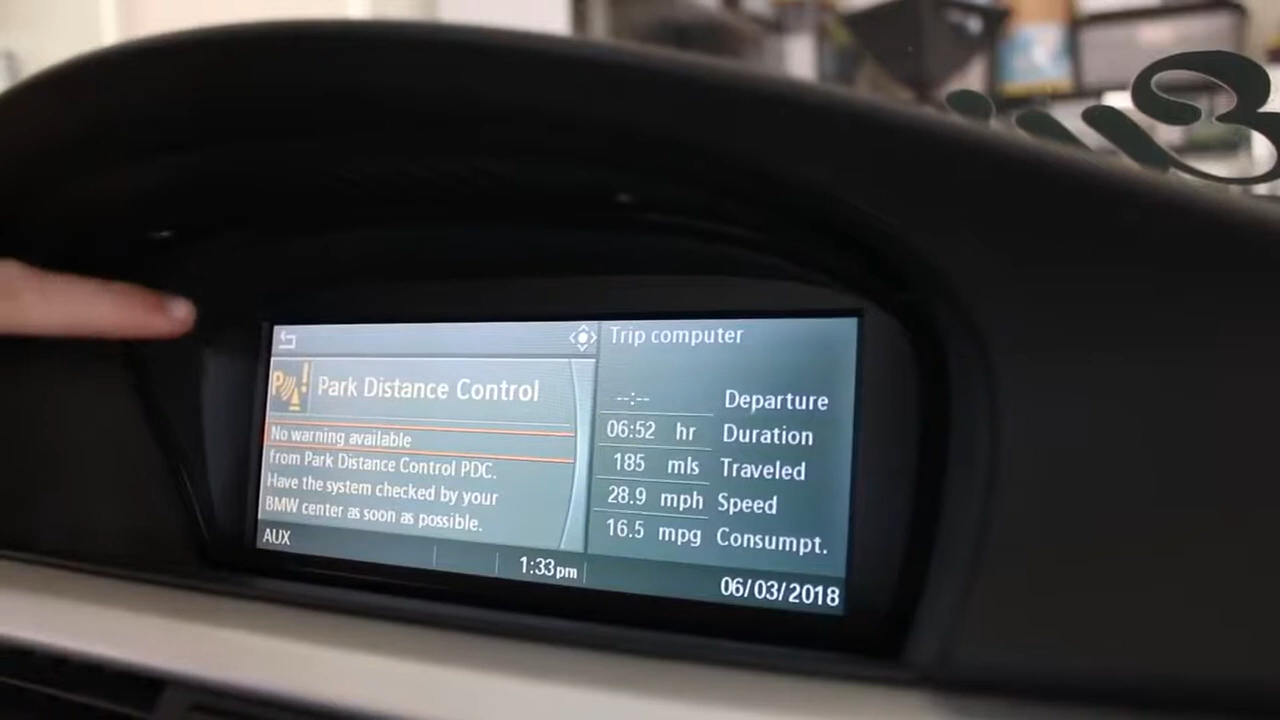 Park Distance Control
No warning available
from Park Distance Control PDC.
Have the system checked by your
BMW center as soon as possible.
Trip computer
--:-- Departure
06:52 hr Duration
185 mls Traveled
28.9 mph Speed
16.5 mpg Consumpt.
AUX
1:33pm
06/03/2018